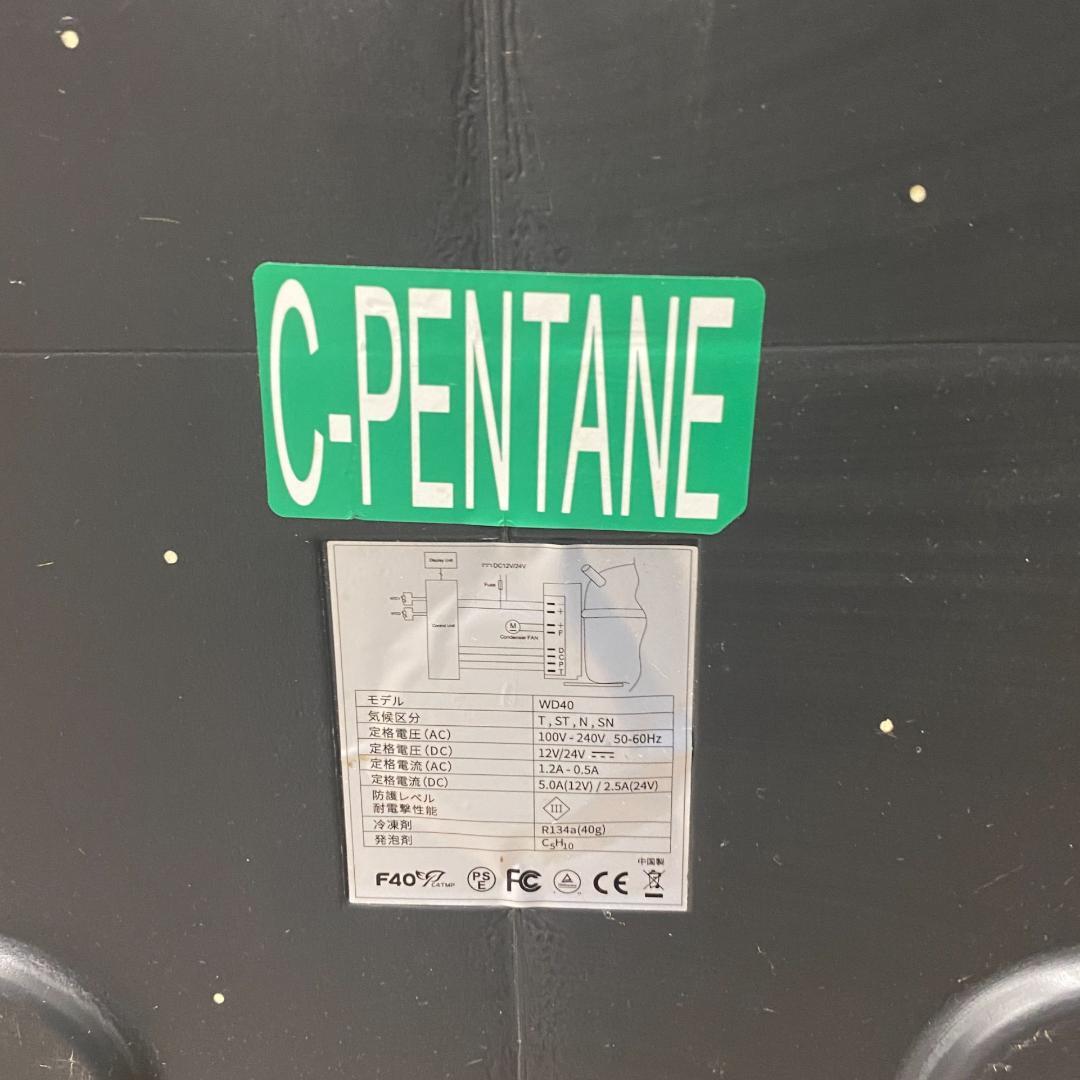 C-PENTANE
Display Unit
DC12V/24V
Fuse
Control Unit
+
+
M
F
Condenser FAN
D
C
P
T
モデル WD40
気候区分 T , ST , N , SN
定格電圧(AC) 100V - 240V 50-60Hz
定格電圧(DC) 12V/24V
定格電流(AC) 1.2A - 0.5A
定格電流(DC) 5.0A(12V) / 2.5A(24V)
防護レベル
耐電撃性能 III
冷凍剤 R134a(40g)
発泡剤 C5H10
中国製
F40 C4TMP PSE FC CE